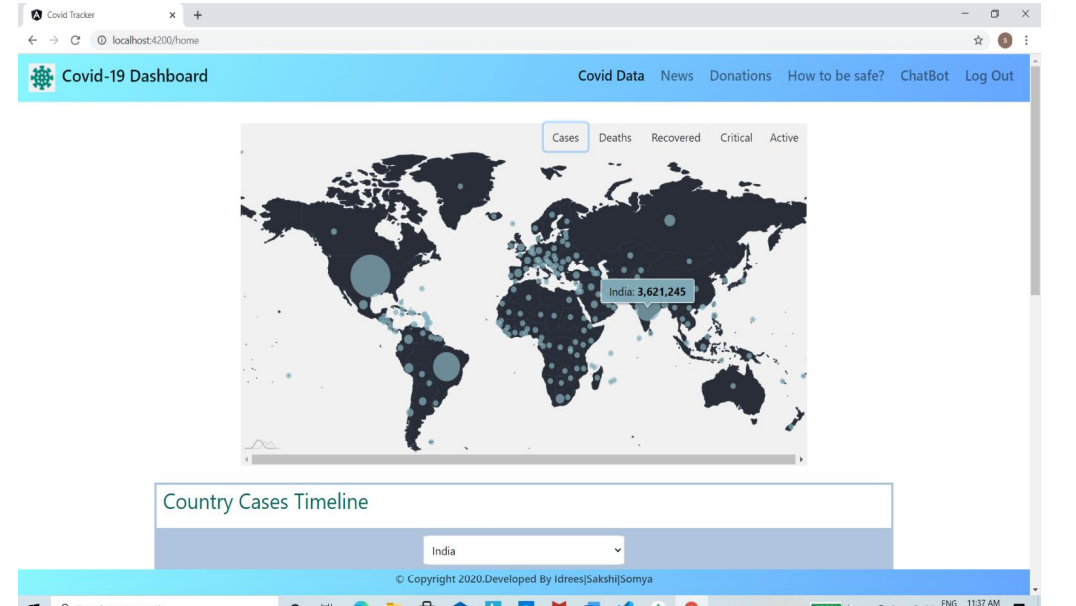 Covid Tracker
localhost:4200/home
Covid-19 Dashboard
Covid Data News Donations How to be safe? ChatBot Log Out
Cases Deaths Recovered Critical Active
India: 3,621,245
Country Cases Timeline
India
© Copyright 2020.Developed By Idrees|Sakshi|Somya
ENG 11:37 AM